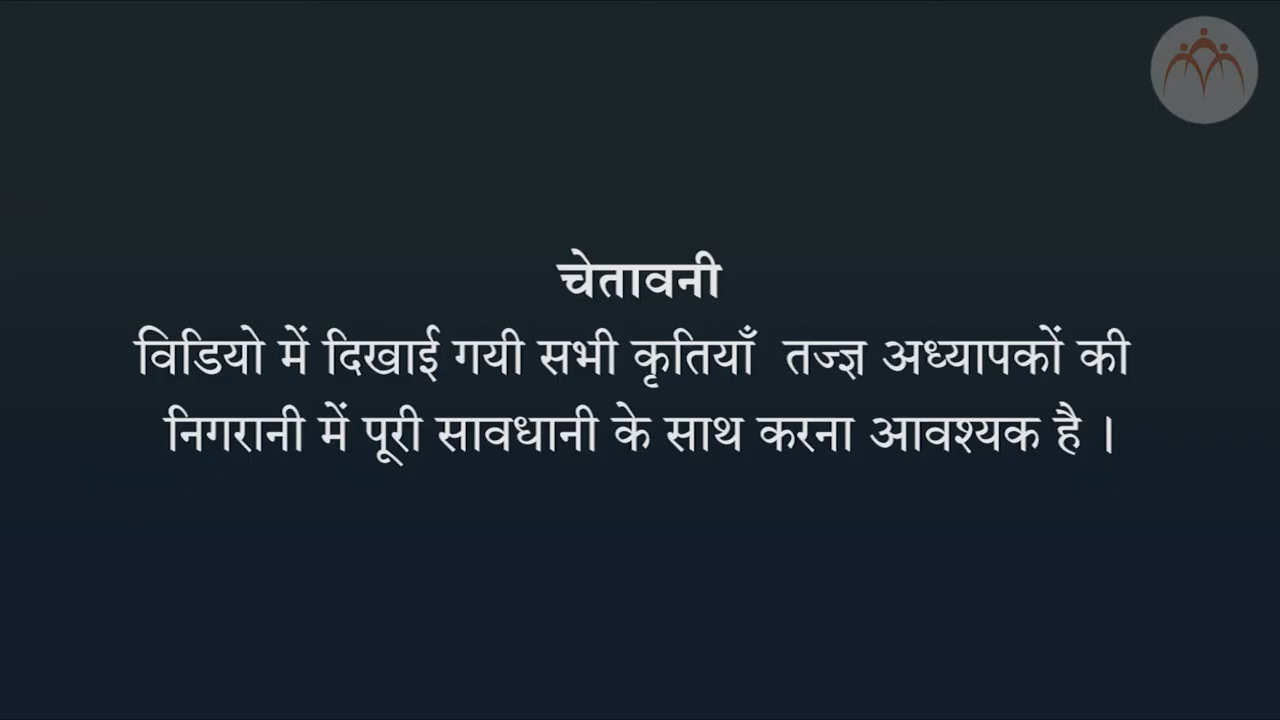 चेतावनी
विडियो में दिखाई गयी सभी कृतियाँ तज्ज्ञ अध्यापकों की
निगरानी में पूरी सावधानी के साथ करना आवश्यक है ।